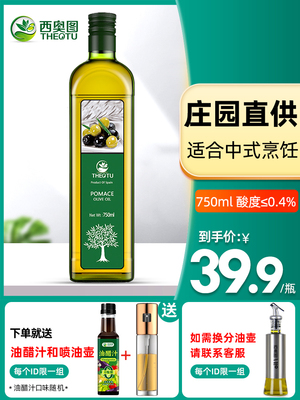 西奥图
THEQTU
庄园直供
适合中式烹饪
750ml 酸度≤0.4%
到手价:¥
39.9/瓶
THEQTU
Product Of Spain
POMACE
OLIVE OIL
Net Wt:750ml
下单就送
油醋汁和喷油壶
每个ID限一组
•油醋汁口味随机•
油醋汁
+
送
如需换分油壶
请联系客服
每个ID限一组